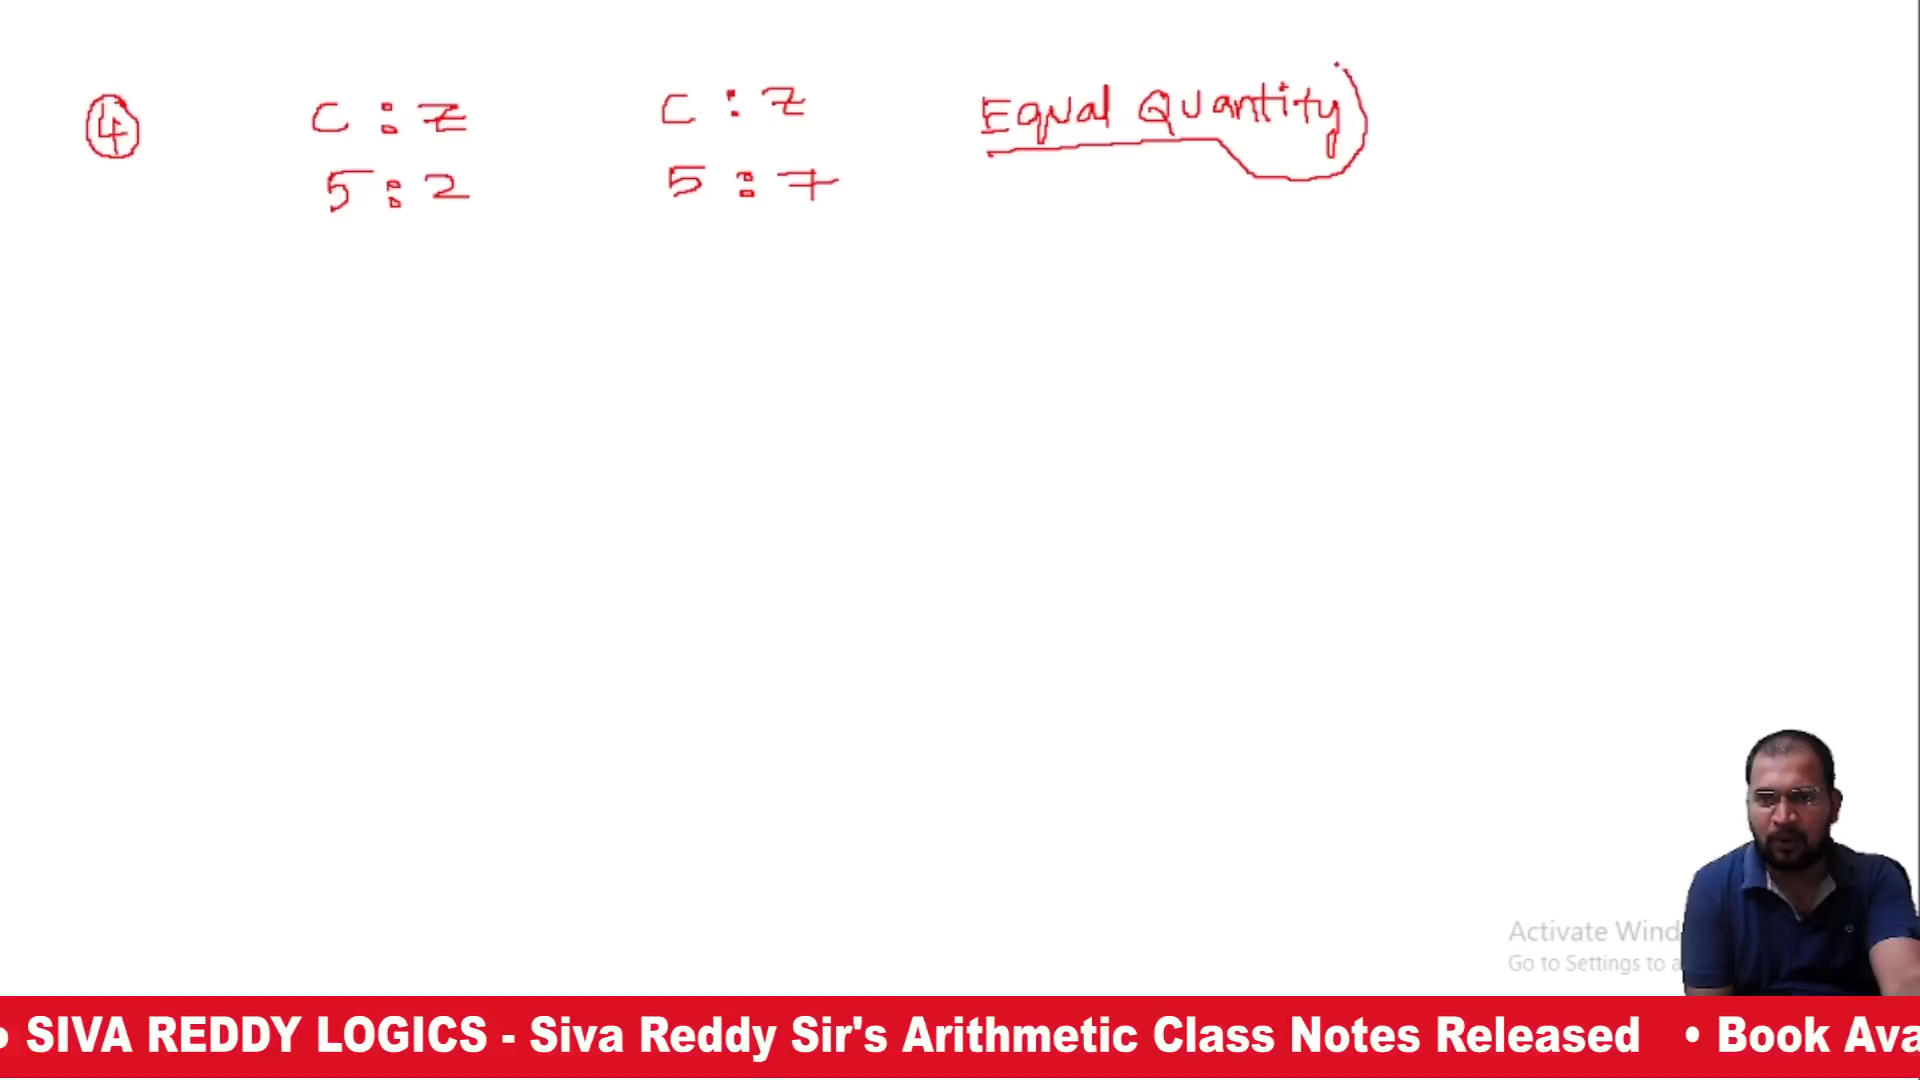 4 C : Z C : Z Equal Quantity
5 : 2 5 : 7
Activate Wind
Go to Settings to a
• SIVA REDDY LOGICS - Siva Reddy Sir's Arithmetic Class Notes Released • Book Ava